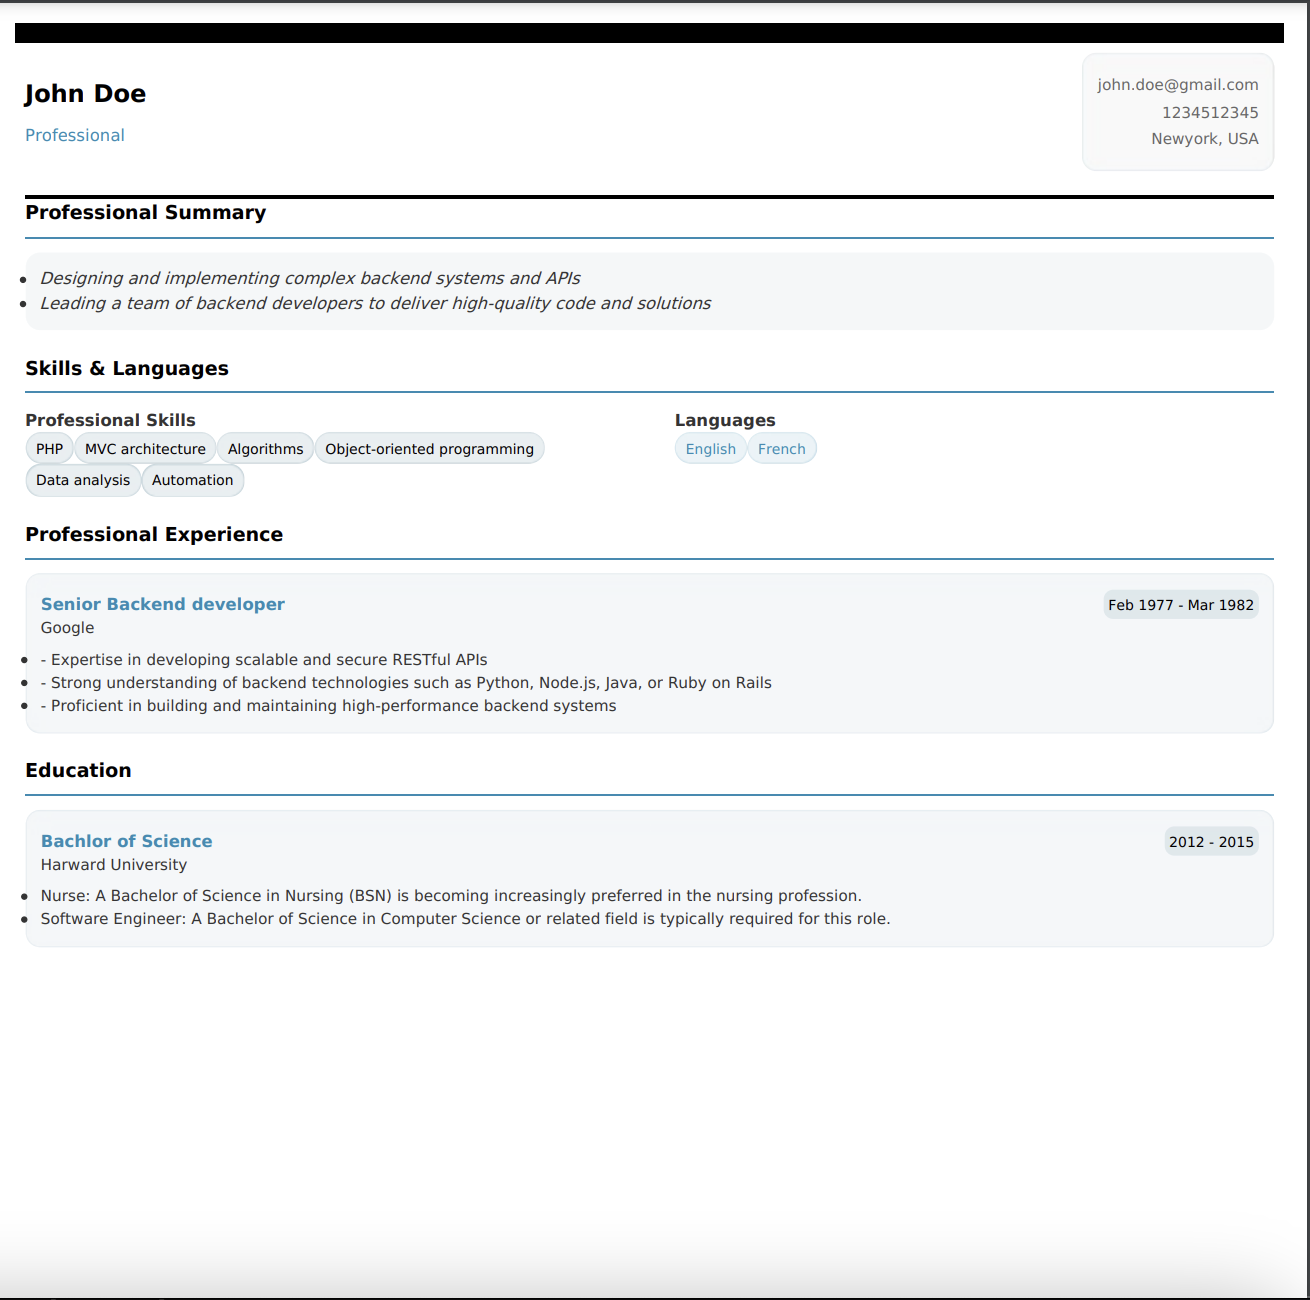 John Doe
Professional
john.doe@gmail.com
1234512345
Newyork, USA
Professional Summary
• Designing and implementing complex backend systems and APIs
• Leading a team of backend developers to deliver high-quality code and solutions
Skills & Languages
Professional Skills
PHP MVC architecture Algorithms Object-oriented programming
Data analysis Automation
Languages
English French
Professional Experience
Senior Backend developer
Feb 1977 - Mar 1982
Google
• - Expertise in developing scalable and secure RESTful APIs
• - Strong understanding of backend technologies such as Python, Node.js, Java, or Ruby on Rails
• - Proficient in building and maintaining high-performance backend systems
Education
Bachlor of Science
2012 - 2015
Harward University
• Nurse: A Bachelor of Science in Nursing (BSN) is becoming increasingly preferred in the nursing profession.
• Software Engineer: A Bachelor of Science in Computer Science or related field is typically required for this role.